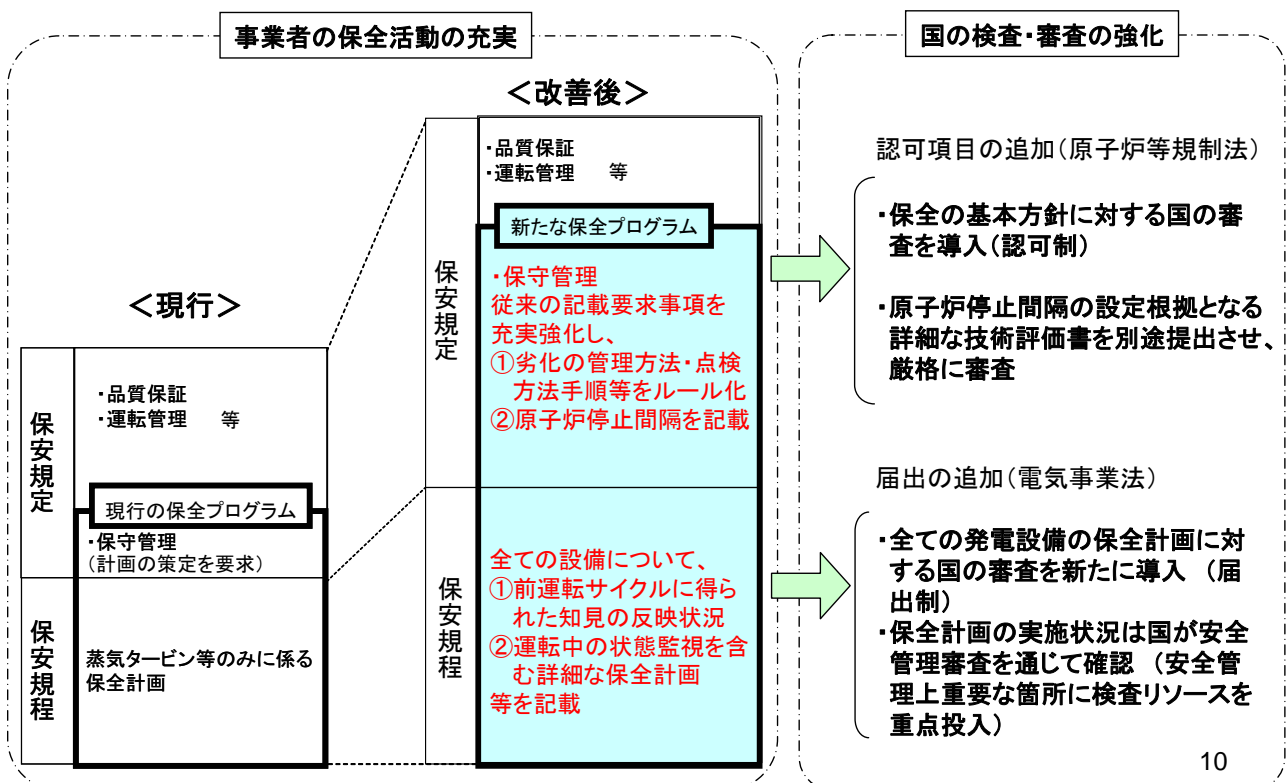 事業者の保全活動の充実
＜現行＞
保安規定
・品質保証
・運転管理　等
現行の保全プログラム
・保守管理
（計画の策定を要求）
保安規程
蒸気タービン等のみに係る
保全計画
＜改善後＞
保安規定
・品質保証
・運転管理　等
新たな保全プログラム
・保守管理
従来の記載要求事項を
充実強化し、
①劣化の管理方法・点検
方法手順等をルール化
②原子炉停止間隔を記載
保安規程
全ての設備について、
①前運転サイクルに得ら
れた知見の反映状況
②運転中の状態監視を含
む詳細な保全計画
等を記載
国の検査・審査の強化
認可項目の追加（原子炉等規制法）
・保全の基本方針に対する国の審
査を導入（認可制）
・原子炉停止間隔の設定根拠となる
詳細な技術評価書を別途提出させ、
厳格に審査
届出の追加（電気事業法）
・全ての発電設備の保全計画に対
する国の審査を新たに導入　（届
出制）
・保全計画の実施状況は国が安全
管理審査を通じて確認　（安全管
理上重要な箇所に検査リソースを
重点投入）
10